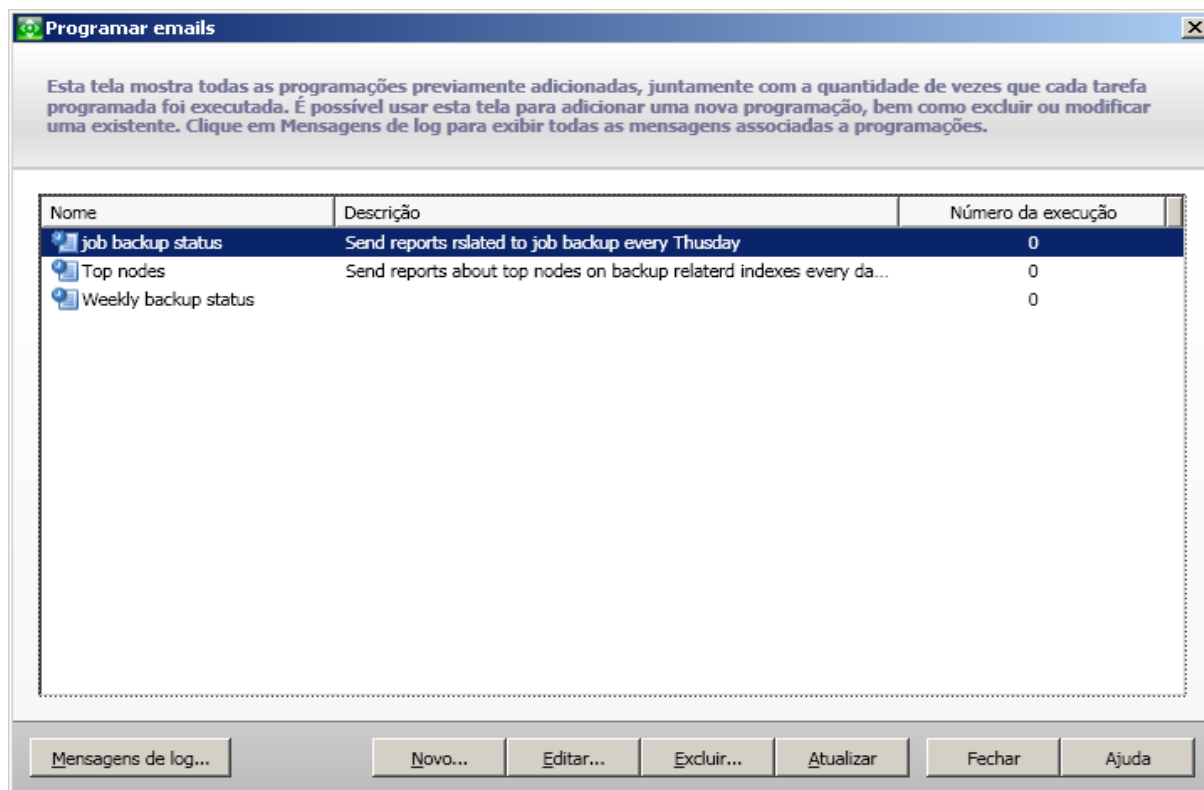 Programar emails
Esta tela mostra todas as programações previamente adicionadas, juntamente com a quantidade de vezes que cada tarefa
programada foi executada. É possível usar esta tela para adicionar uma nova programação, bem como excluir ou modificar
uma existente. Clique em Mensagens de log para exibir todas as mensagens associadas a programações.
Nome Descrição Número da execução
job backup status Send reports rslated to job backup every Thusday 0
Top nodes Send reports about top nodes on backup relaterd indexes every da... 0
Weekly backup status 0
Mensagens de log... Novo... Editar... Excluir... Atualizar Fechar Ajuda